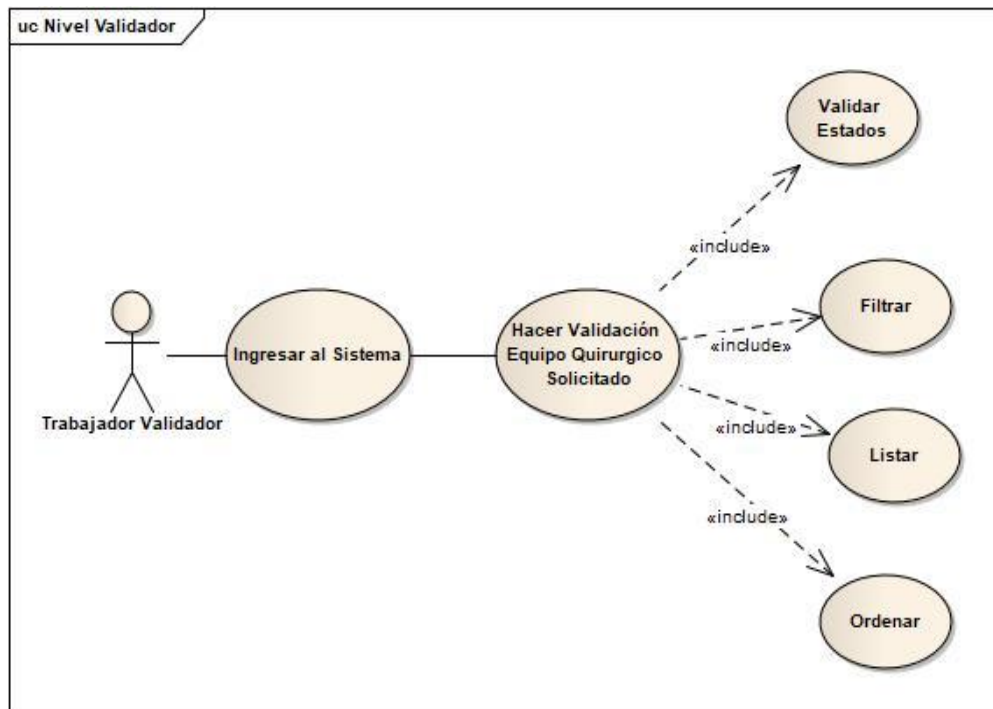 uc Nivel Validador
Validar
Estados
«include»
Filtrar
«include»
Hacer Validación
Equipo Quirurgico
Solicitado
Ingresar al Sistema
Trabajador Validador
«include»
Listar
«include»
Ordenar